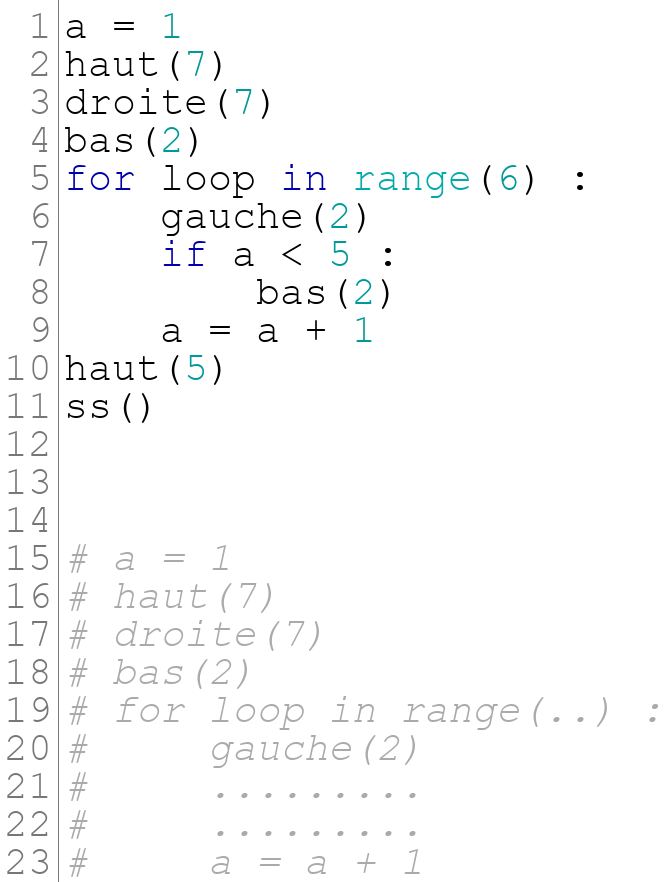 1 a = 1
2 haut(7)
3 droite(7)
4 bas(2)
5 for loop in range(6) :
6     gauche(2)
7     if a < 5 :
8         bas(2)
9     a = a + 1
10 haut(5)
11 ss()
12
13
14
15 # a = 1
16 # haut(7)
17 # droite(7)
18 # bas(2)
19 # for loop in range(..) :
20 #     gauche(2)
21 #     .........
22 #     .........
23 #     a = a + 1